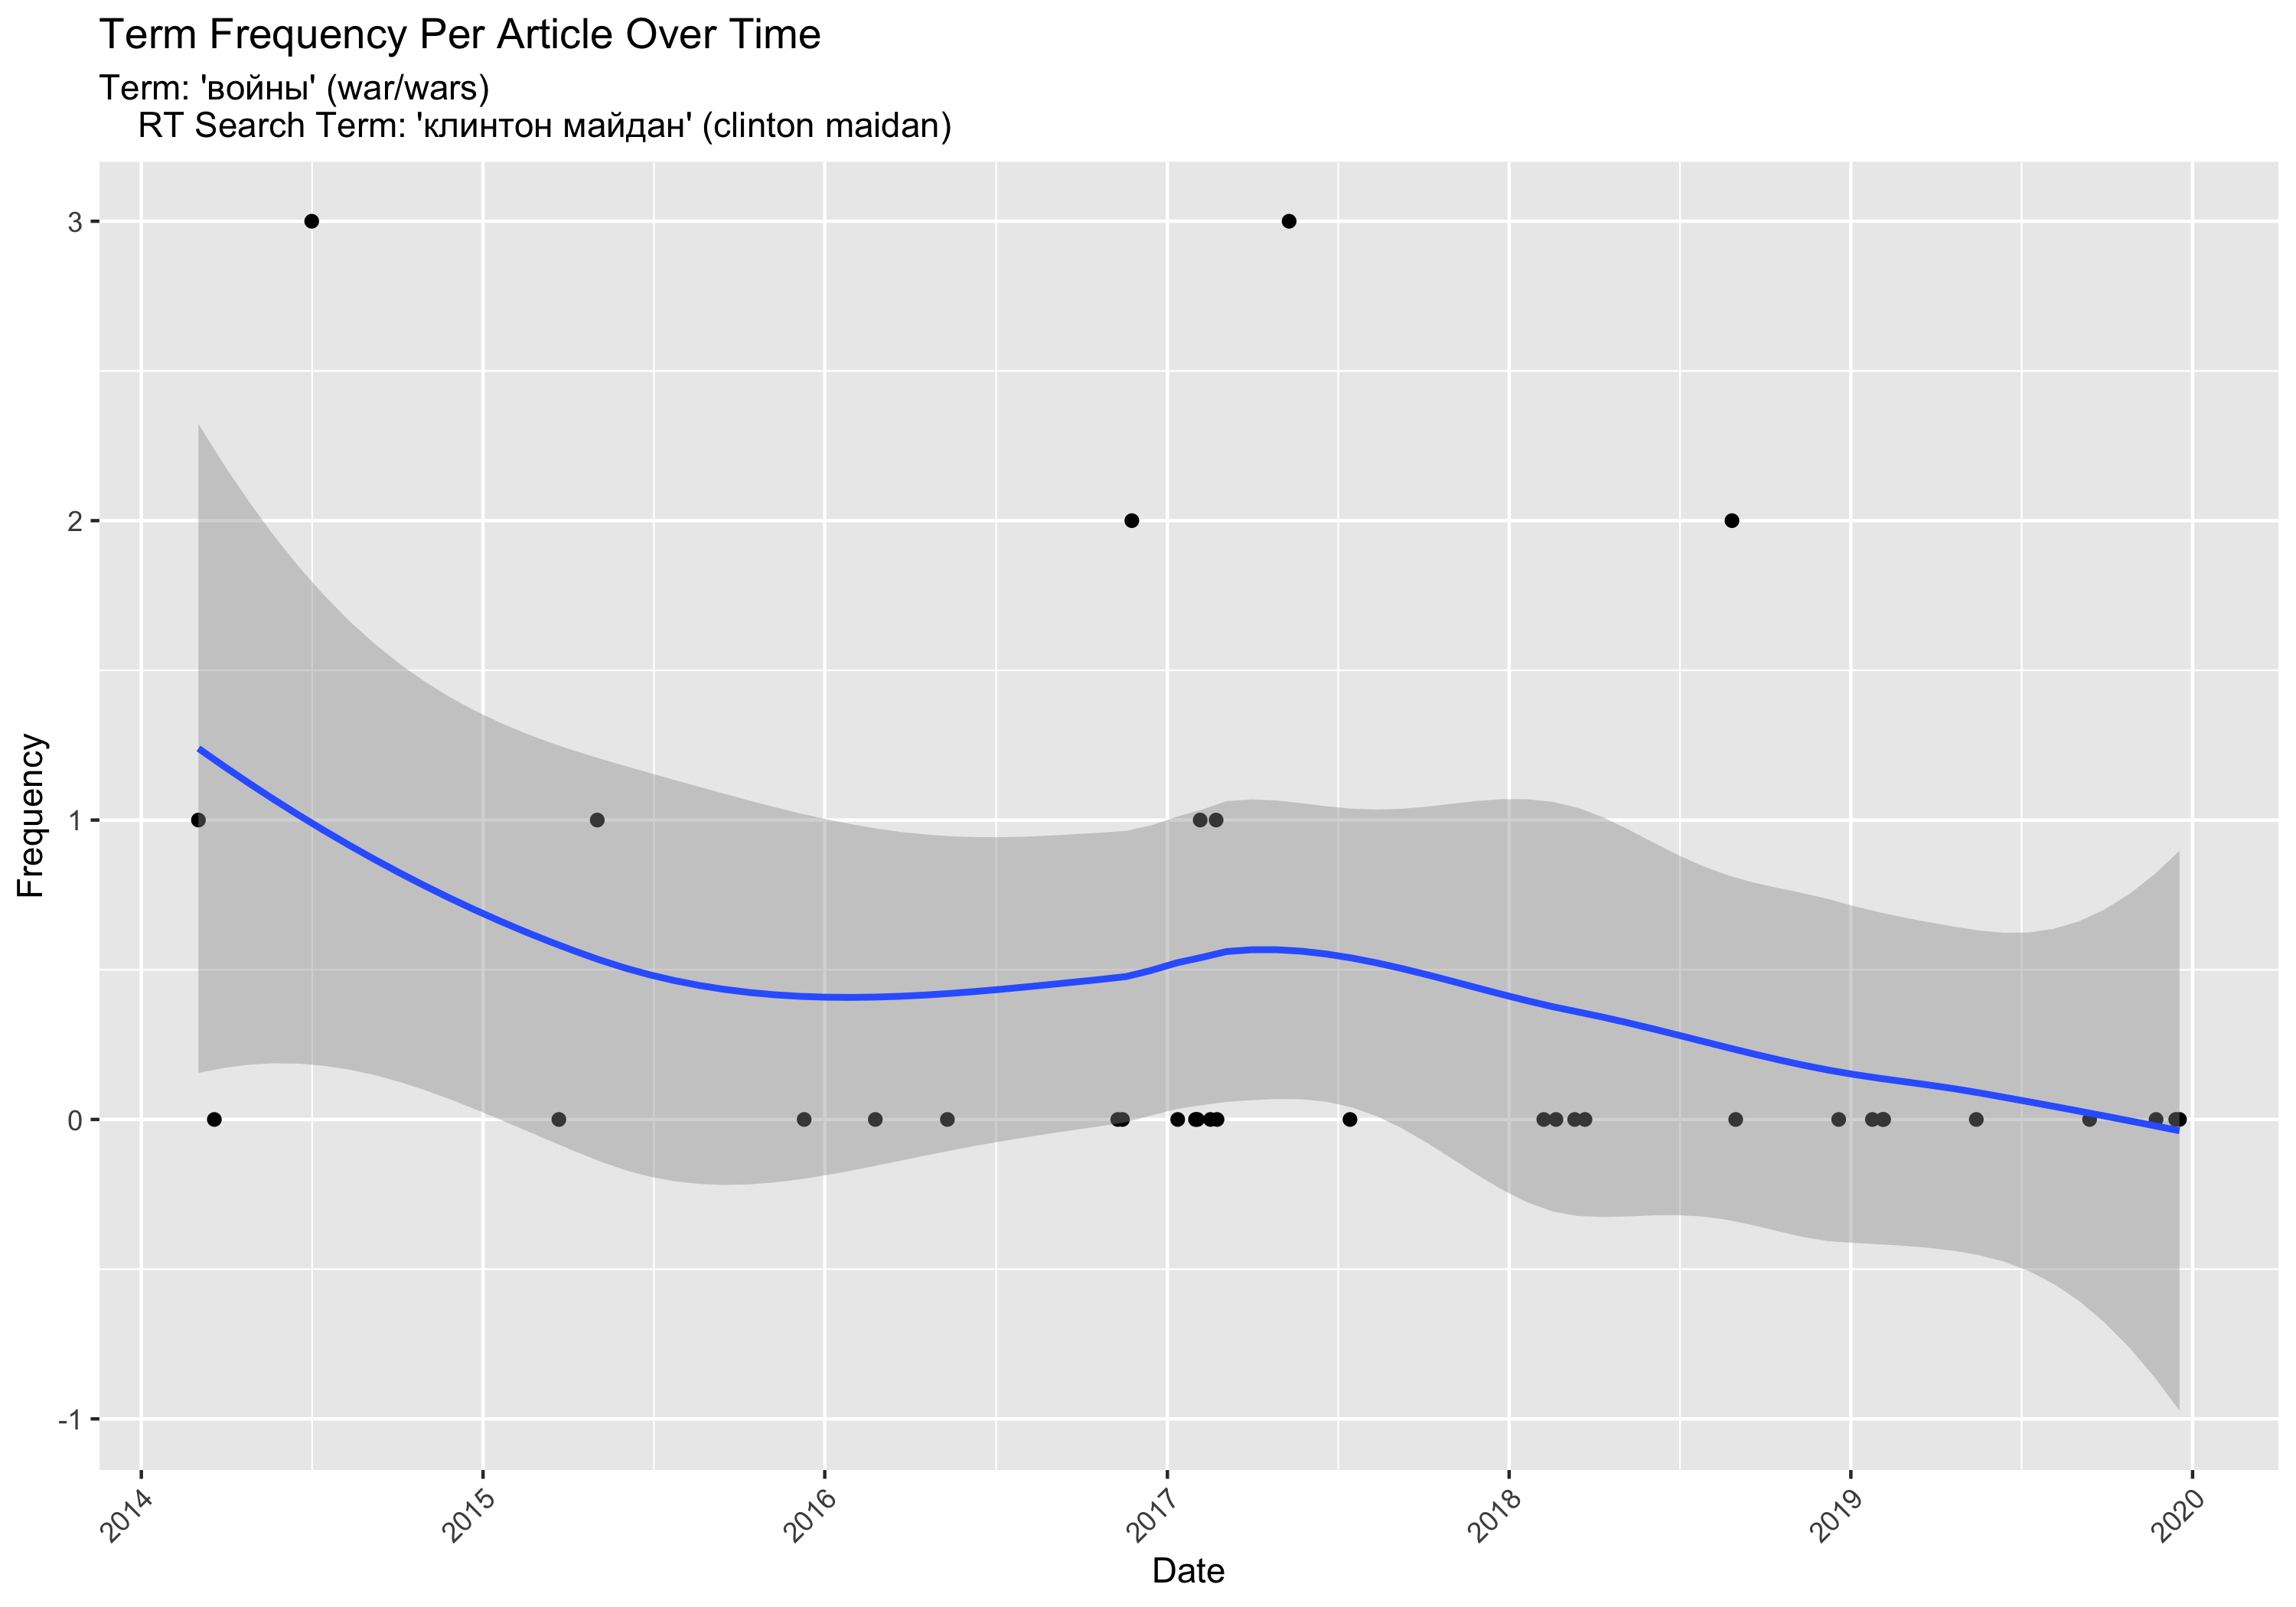 Term Frequency Per Article Over Time
Term: 'войны' (war/wars)
RT Search Term: 'клинтон майдан' (clinton maidan)
3
2
1
0
-1
Frequency
2014
2015
2016
2017
2018
2019
2020
Date